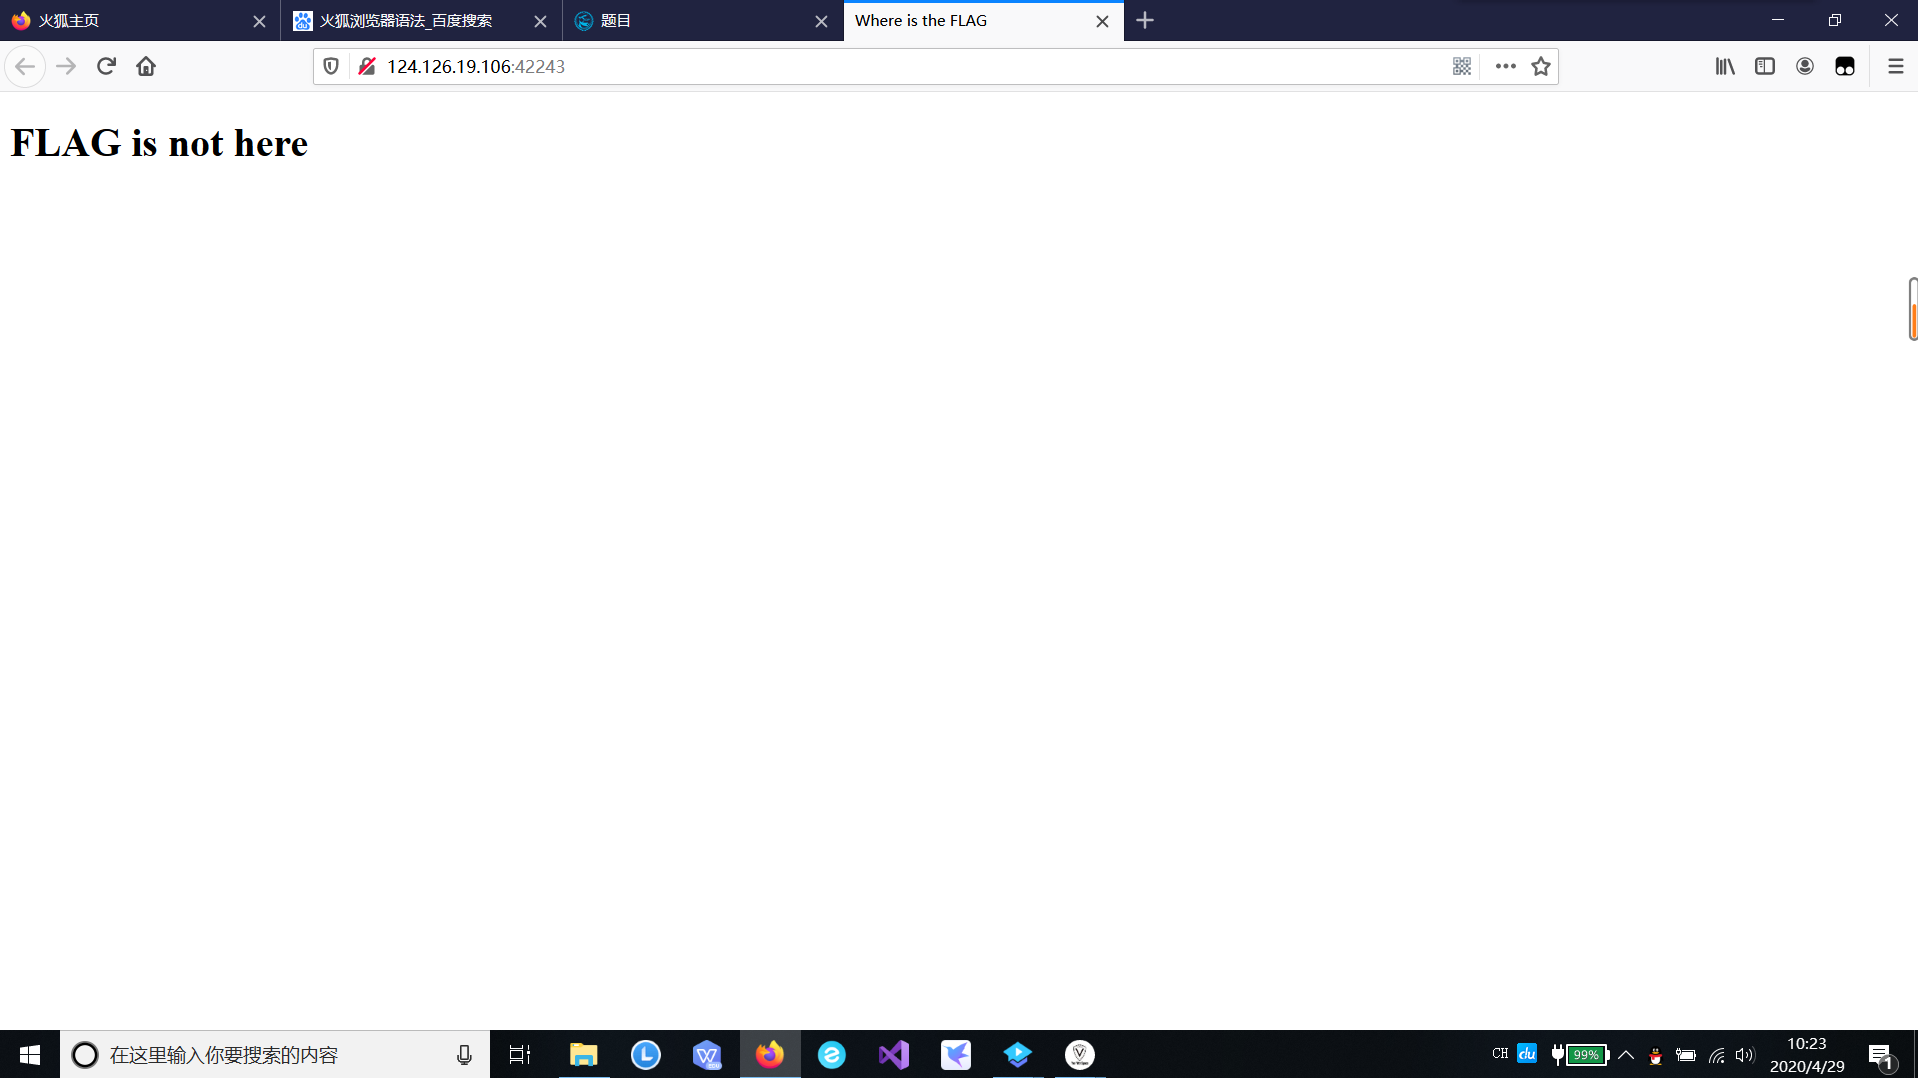 火狐主页
火狐浏览器语法_百度搜索
题目
Where is the FLAG
124.126.19.106:42243
FLAG is not here
在这里输入你要搜索的内容
CH
du
99%
10:23
2020/4/29
1